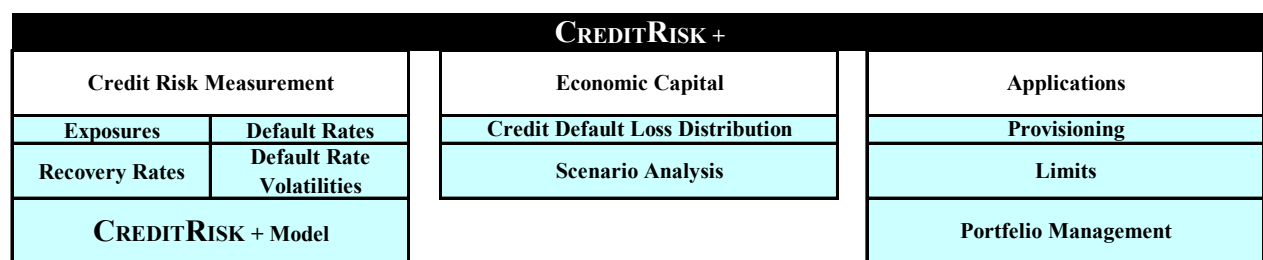 CREDITRISK +
Credit Risk Measurement
Economic Capital
Applications
Exposures
Default Rates
Credit Default Loss Distribution
Provisioning
Recovery Rates
Default Rate
Volatilities
Scenario Analysis
Limits
CREDITRISK + Model
Portfelio Management